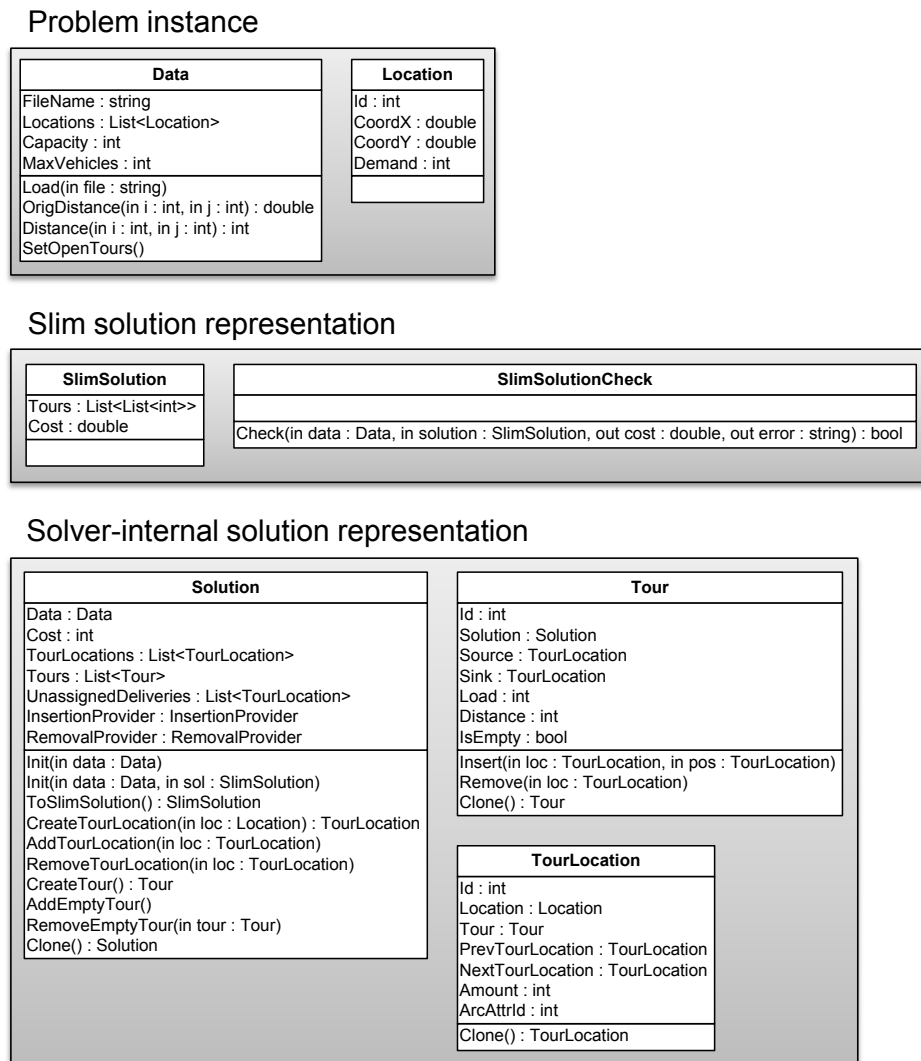 Problem instance
Data
FileName : string
Locations : List<Location>
Capacity : int
MaxVehicles : int
Load(in file : string)
OrigDistance(in i : int, in j : int) : double
Distance(in i : int, in j : int) : int
SetOpenTours()
Location
Id : int
CoordX : double
CoordY : double
Demand : int
Slim solution representation
SlimSolution
Tours : List<List<int>>
Cost : double
SlimSolutionCheck
Check(in data : Data, in solution : SlimSolution, out cost : double, out error : string) : bool
Solver-internal solution representation
Solution
Data : Data
Cost : int
TourLocations : List<TourLocation>
Tours : List<Tour>
UnassignedDeliveries : List<TourLocation>
InsertionProvider : InsertionProvider
RemovalProvider : RemovalProvider
Init(in data : Data)
Init(in data : Data, in sol : SlimSolution)
ToSlimSolution() : SlimSolution
CreateTourLocation(in loc : Location) : TourLocation
AddTourLocation(in loc : TourLocation)
RemoveTourLocation(in loc : TourLocation)
CreateTour() : Tour
AddEmptyTour()
RemoveEmptyTour(in tour : Tour)
Clone() : Solution
Tour
Id : int
Solution : Solution
Source : TourLocation
Sink : TourLocation
Load : int
Distance : int
IsEmpty : bool
Insert(in loc : TourLocation, in pos : TourLocation)
Remove(in loc : TourLocation)
Clone() : Tour
TourLocation
Id : int
Location : Location
Tour : Tour
PrevTourLocation : TourLocation
NextTourLocation : TourLocation
Amount : int
ArcAttrId : int
Clone() : TourLocation